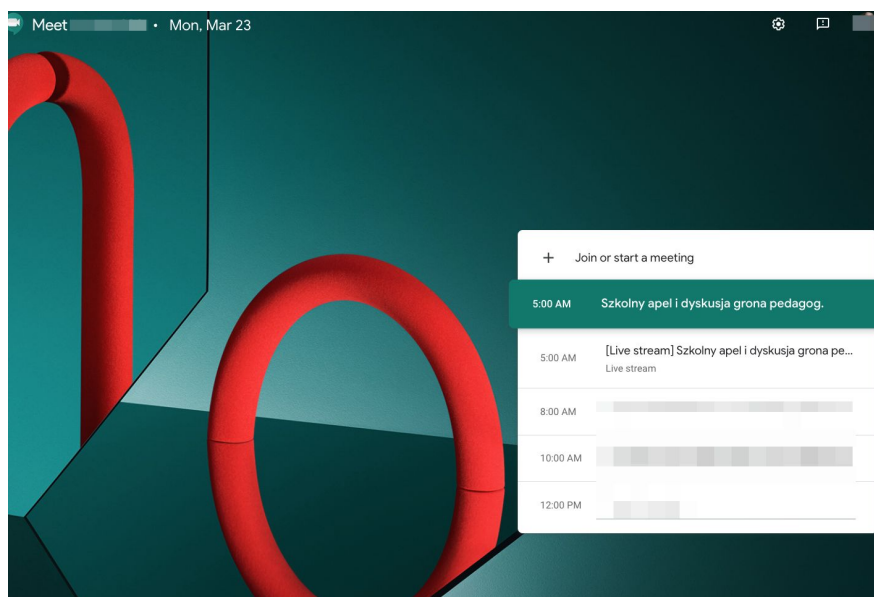 Meet • Mon, Mar 23
+ Join or start a meeting
5:00 AM Szkolny apel i dyskusja grona pedagog.
5:00 AM [Live stream] Szkolny apel i dyskusja grona pe...
Live stream
8:00 AM
10:00 AM
12:00 PM